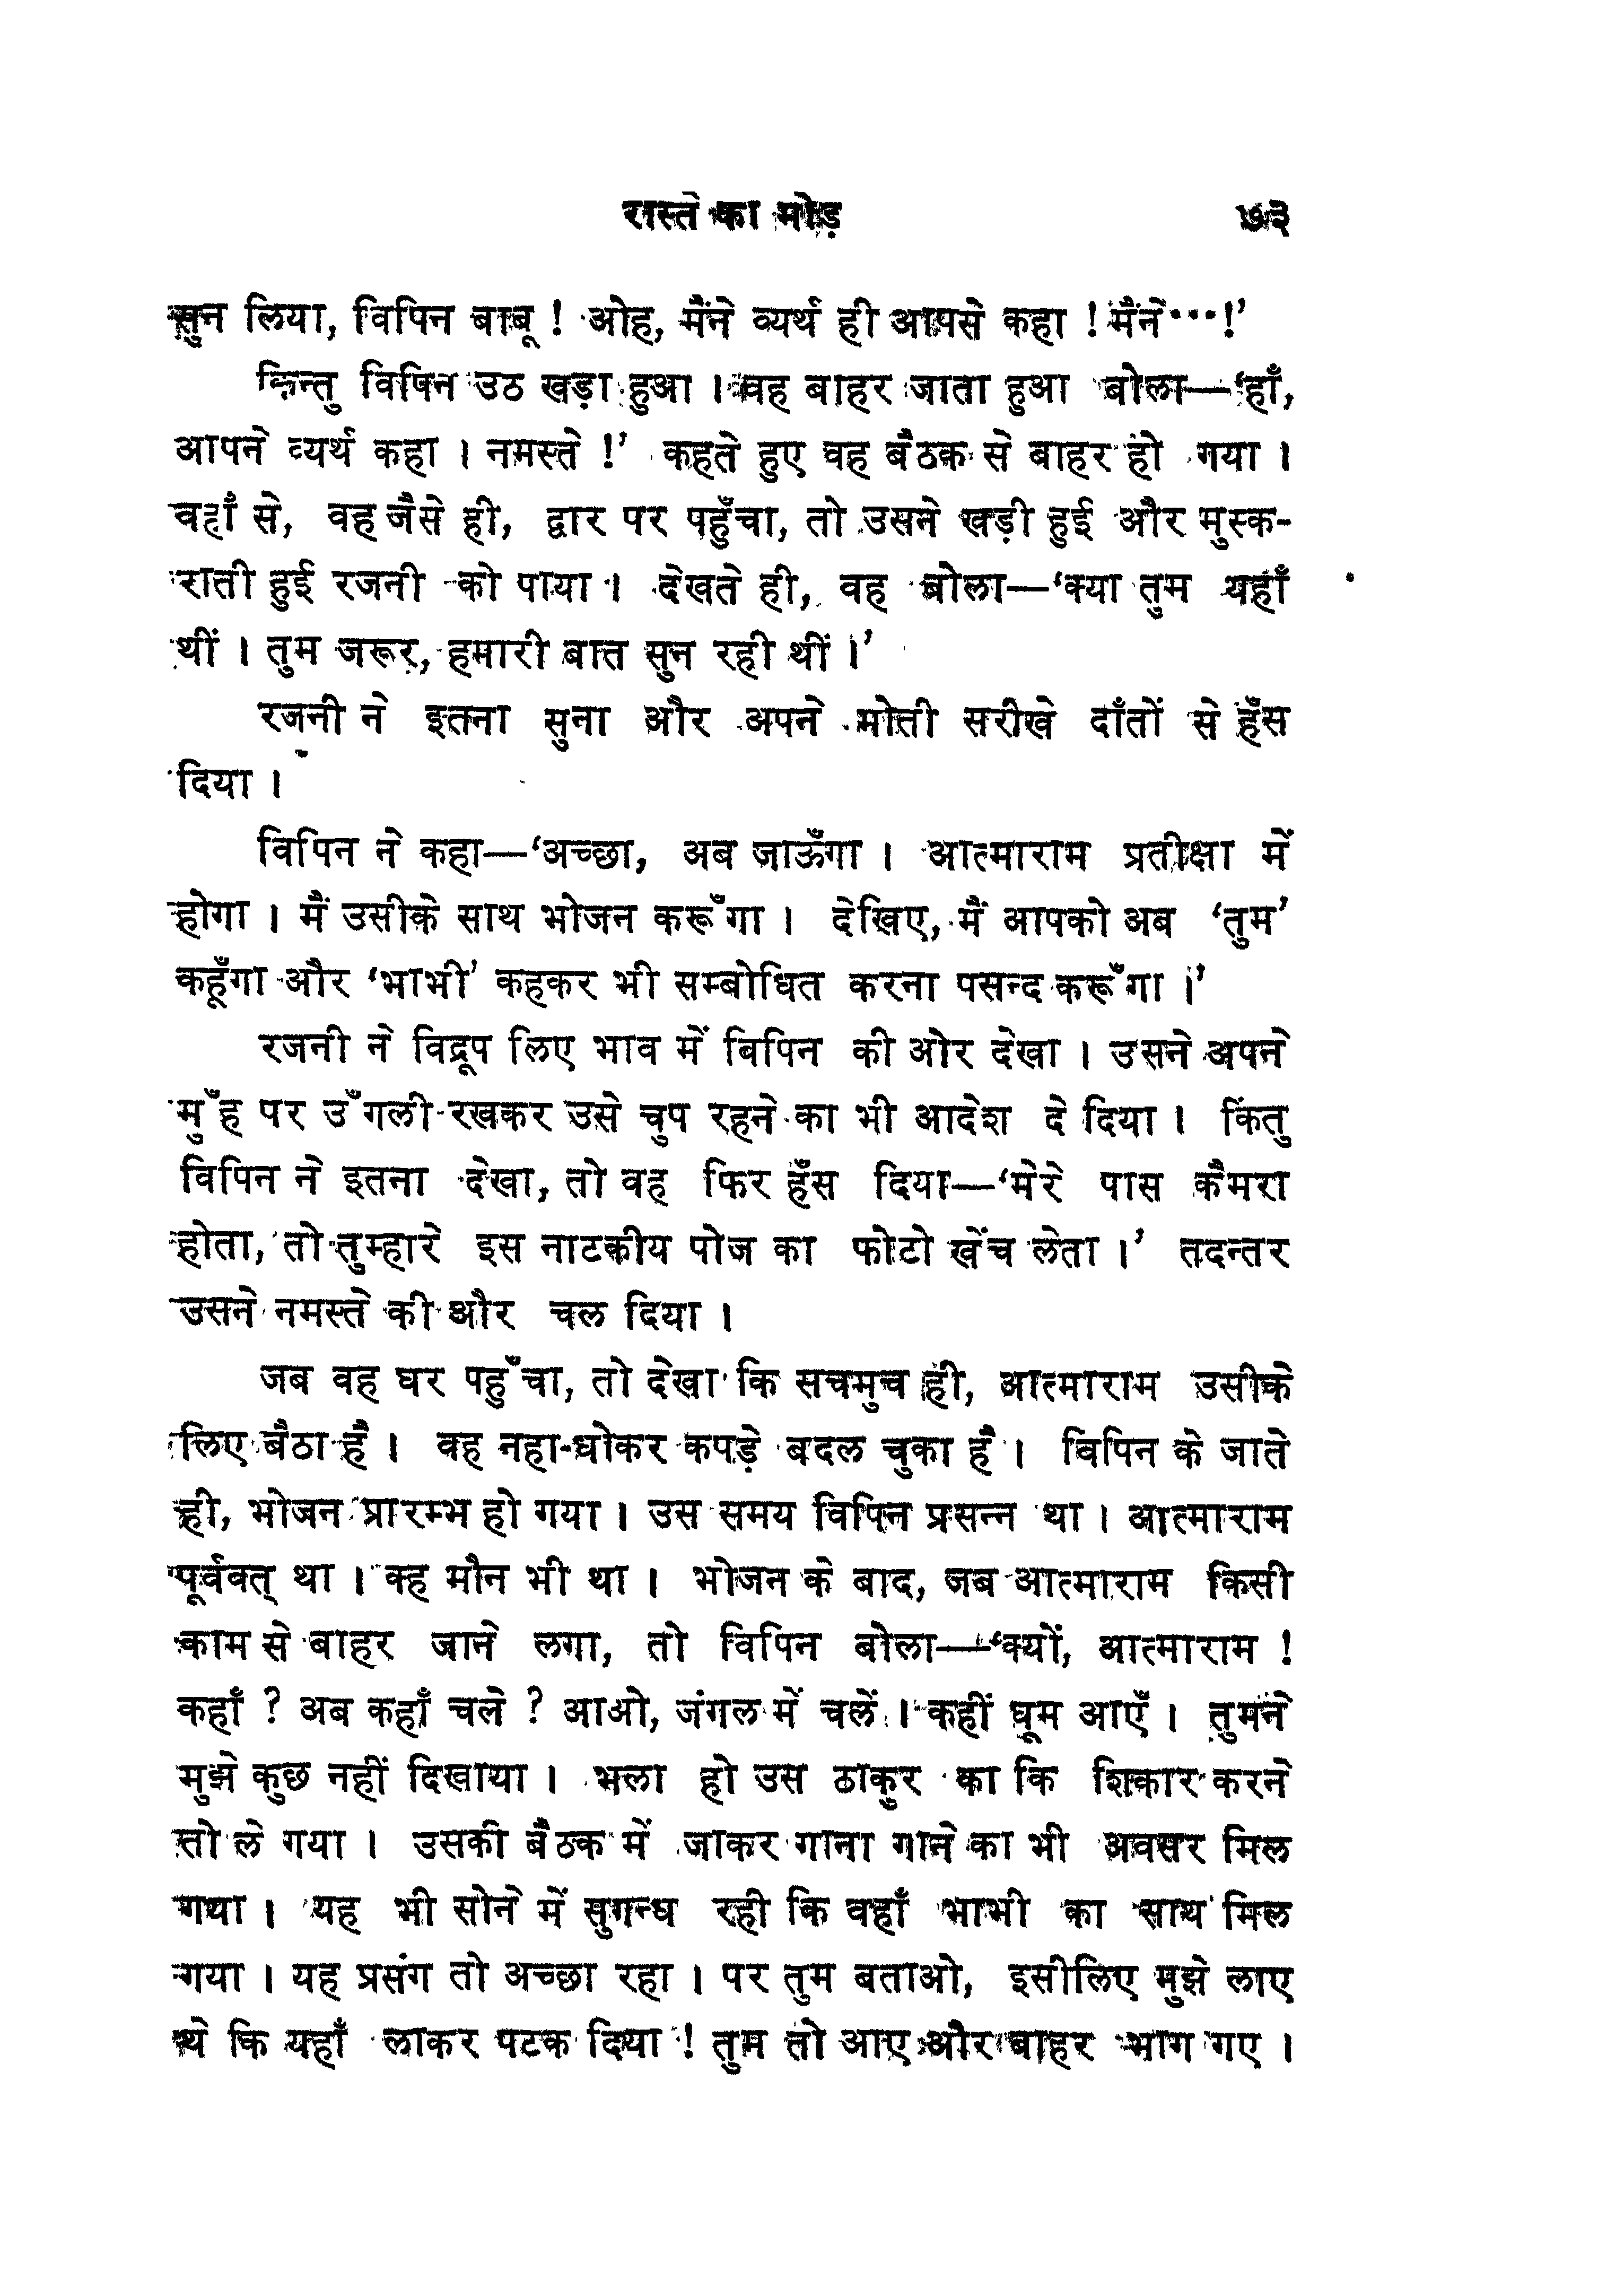 रास्ते का मोड़ ७३
सुन लिया, विपिन बाबू ! ओह, मैंने व्यर्थ ही आपसे कहा ! मैंने···!’
किन्तु विपिन उठ खड़ा हुआ । वह बाहर जाता हुआ बोला—‘हाँ,
आपने व्यर्थ कहा । नमस्ते !’ कहते हुए वह बैठक से बाहर हो गया ।
वहाँ से, वह जैसे ही, द्वार पर पहुँचा, तो उसने खड़ी हुई और मुस्क-
राती हुई रजनी को पाया । देखते ही, वह बोला—‘क्या तुम यहाँ
थीं । तुम जरूर, हमारी बात सुन रही थीं ।’
रजनी ने इतना सुना और अपने मोती सरीखे दाँतों से हँस
दिया ।
विपिन ने कहा—‘अच्छा, अब जाऊँगा । आत्माराम प्रतीक्षा में
होगा । मैं उसीके साथ भोजन करूँगा । देखिए, मैं आपको अब ‘तुम’
कहूँगा और ‘भाभी’ कहकर भी सम्बोधित करना पसन्द करूँगा ।’
रजनी ने विद्रूप लिए भाव में बिपिन की ओर देखा । उसने अपने
मुँह पर उँगली रखकर उसे चुप रहने का भी आदेश दे दिया । किंतु
विपिन ने इतना देखा, तो वह फिर हँस दिया—‘मेरे पास कैमरा
होता, तो तुम्हारे इस नाटकीय पोज का फोटो खेंच लेता ।’ तदन्तर
उसने नमस्ते की और चल दिया ।
जब वह घर पहुँचा, तो देखा कि सचमुच ही, आत्माराम उसीके
लिए बैठा है । वह नहा-धोकर कपड़े बदल चुका है । विपिन के जाते
ही, भोजन प्रारम्भ हो गया । उस समय विपिन प्रसन्न था । आत्माराम
पूर्ववत् था । वह मौन भी था । भोजन के बाद, जब आत्माराम किसी
काम से बाहर जाने लगा, तो विपिन बोला—‘क्यों, आत्माराम !
कहाँ ? अब कहाँ चले ? आओ, जंगल में चलें । कहीं घूम आएँ । तुमने
मुझे कुछ नहीं दिखाया । भला हो उस ठाकुर का कि शिकार करने
तो ले गया । उसकी बैठक में जाकर गाना गाने का भी अवसर मिल
गया । यह भी सोने में सुगन्ध रही कि वहाँ भाभी का साथ मिल
गया । यह प्रसंग तो अच्छा रहा । पर तुम बताओ, इसीलिए मुझे लाए
थे कि यहाँ लाकर पटक दिया ! तुम तो आए और बाहर भाग गए ।